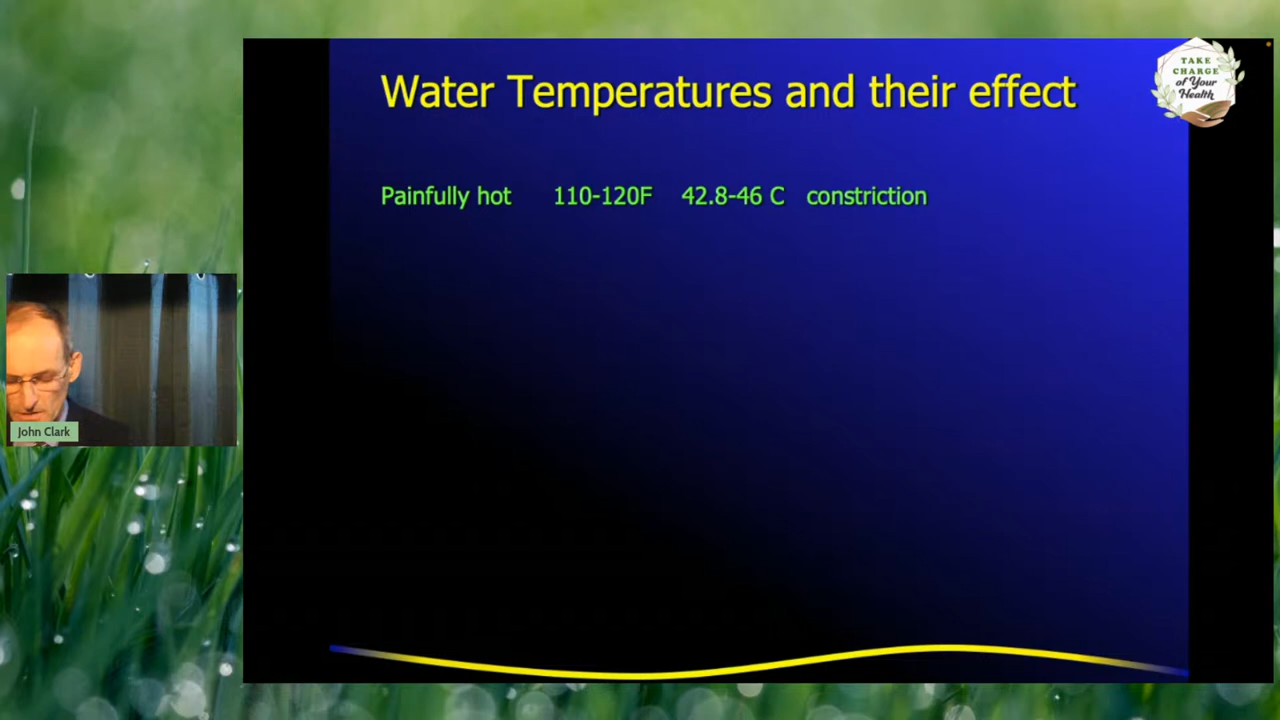 Water Temperatures and their effect
TAKE
CHARGE
of Your
Health
Painfully hot 110-120F 42.8-46 C constriction
John Clark